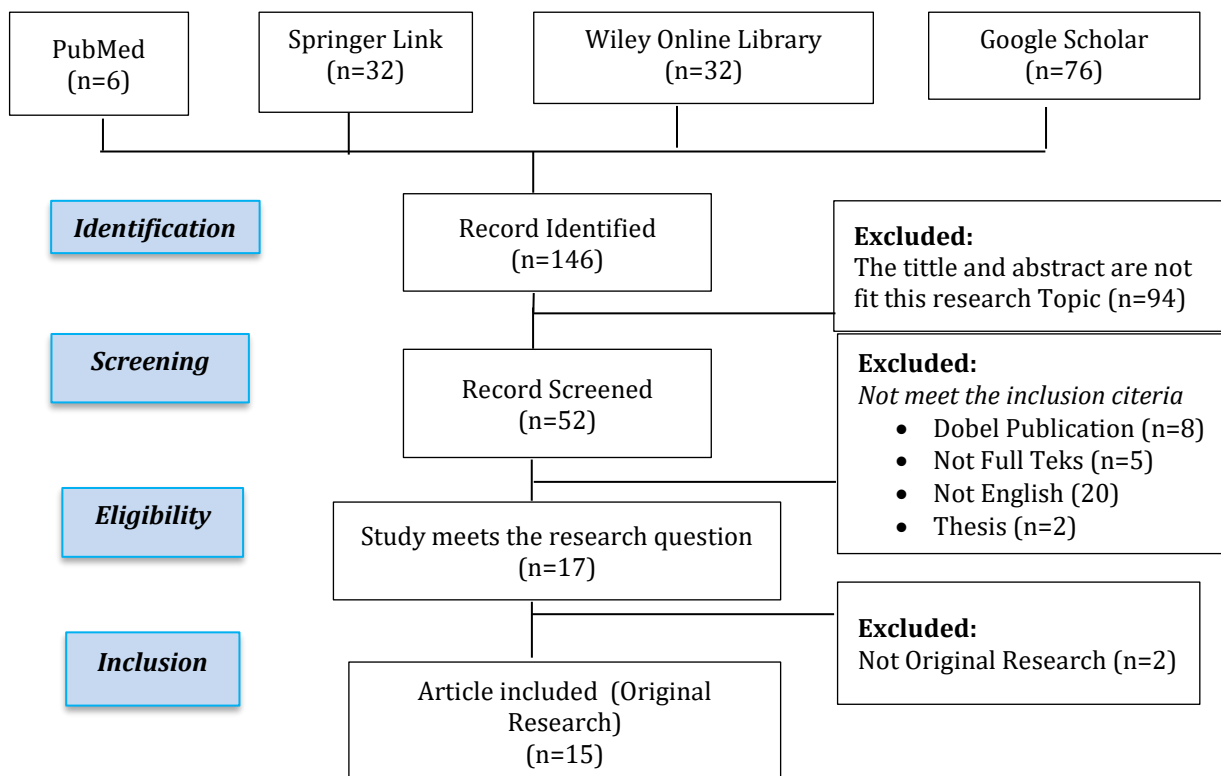 PubMed
(n=6)
Springer Link
(n=32)
Wiley Online Library
(n=32)
Google Scholar
(n=76)
Identification
Record Identified
(n=146)
Excluded:
The tittle and abstract are not
fit this research Topic (n=94)
Screening
Record Screened
(n=52)
Excluded:
Not meet the inclusion citeria
• Dobel Publication (n=8)
• Not Full Teks (n=5)
• Not English (20)
• Thesis (n=2)
Eligibility
Study meets the research question
(n=17)
Excluded:
Not Original Research (n=2)
Inclusion
Article included (Original
Research)
(n=15)